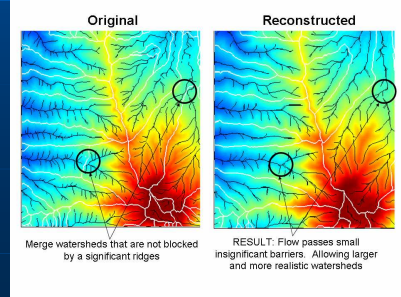 Original
Reconstructed
Merge watersheds that are not blocked
by a significant ridges
RESULT: Flow passes small
insignificant barriers. Allowing larger
and more realistic watersheds